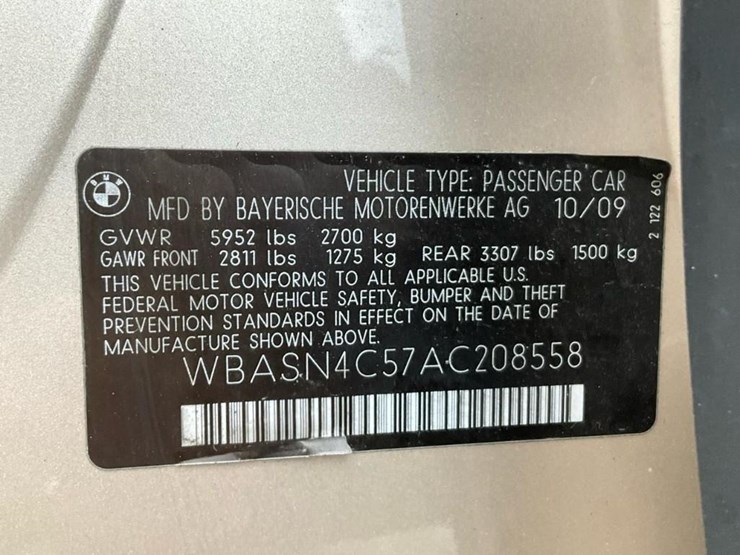 BMW
VEHICLE TYPE: PASSENGER CAR
MFD BY BAYERISCHE MOTORENWERKE AG 10/09
GVWR 5952 lbs 2700 kg
GAWR FRONT 2811 lbs 1275 kg REAR 3307 lbs 1500 kg
THIS VEHICLE CONFORMS TO ALL APPLICABLE U.S.
FEDERAL MOTOR VEHICLE SAFETY, BUMPER AND THEFT
PREVENTION STANDARDS IN EFFECT ON THE DATE OF
MANUFACTURE SHOWN ABOVE.
WBASN4C57AC208558
2 122 606